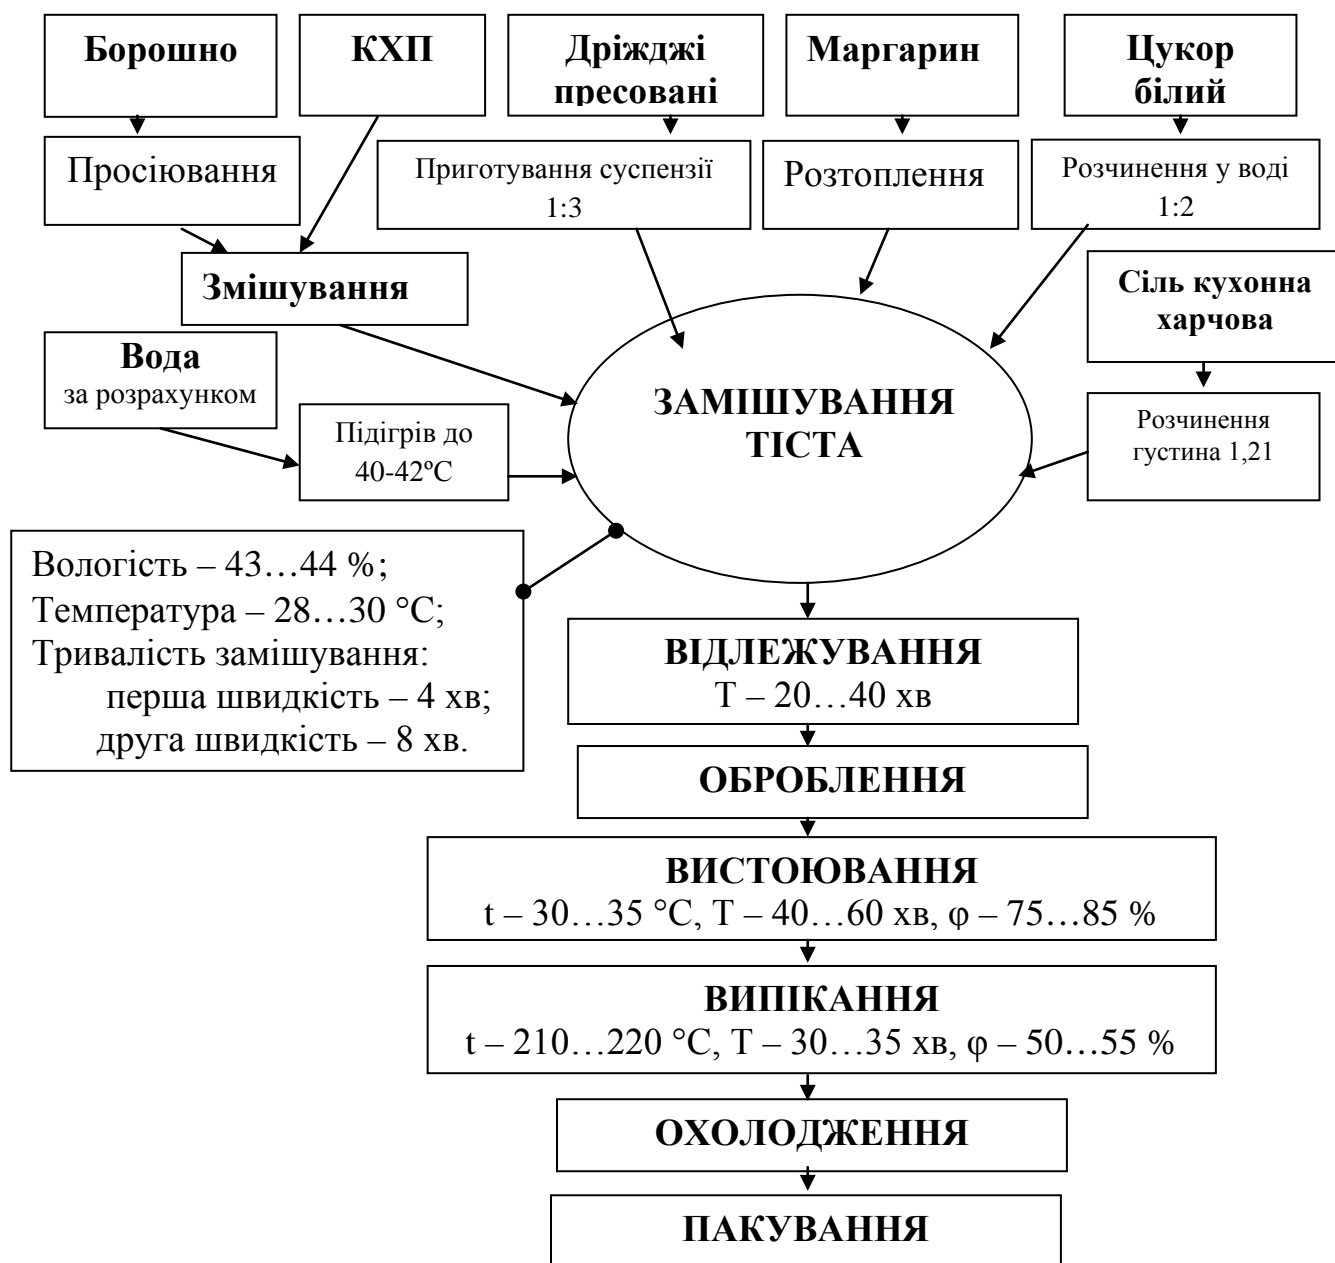 Борошно
КХП
Дріжджі
пресовані
Маргарин
Цукор
білий
Просіювання
Приготування суспензії
1:3
Розтоплення
Розчинення у воді
1:2
Змішування
Сіль кухонна
харчова
Вода
за розрахунком
Підігрів до
40-42ºС
ЗАМІШУВАННЯ
ТІСТА
Розчинення
густина 1,21
Вологість – 43…44 %;
Температура – 28…30 °С;
Тривалість замішування:
перша швидкість – 4 хв;
друга швидкість – 8 хв.
ВІДЛЕЖУВАННЯ
Т – 20…40 хв
ОБРОБЛЕННЯ
ВИСТОЮВАННЯ
t – 30…35 °С, Т – 40…60 хв, φ – 75…85 %
ВИПІКАННЯ
t – 210…220 °С, Т – 30…35 хв, φ – 50…55 %
ОХОЛОДЖЕННЯ
ПАКУВАННЯ